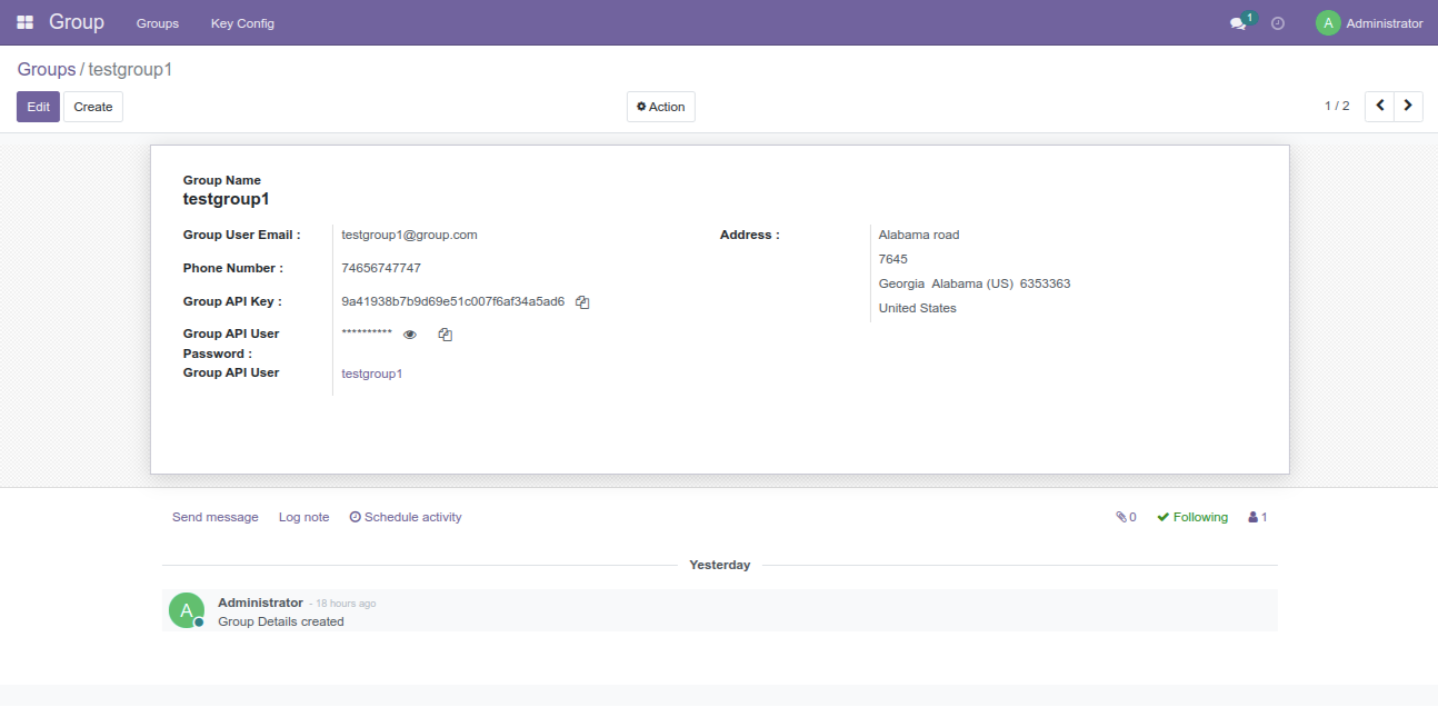 Group Groups Key Config 1 A Administrator
Groups / testgroup1
Edit Create Action 1 / 2
Group Name
testgroup1
Group User Email : testgroup1@group.com
Phone Number : 74656747747
Group API Key : 9a41938b7b9d69e51c007f6af34a5ad6
Group API User Password : **********
Group API User testgroup1
Address : Alabama road
7645
Georgia Alabama (US) 6353363
United States
Send message Log note Schedule activity 0 Following 1
Yesterday
A Administrator - 18 hours ago
Group Details created